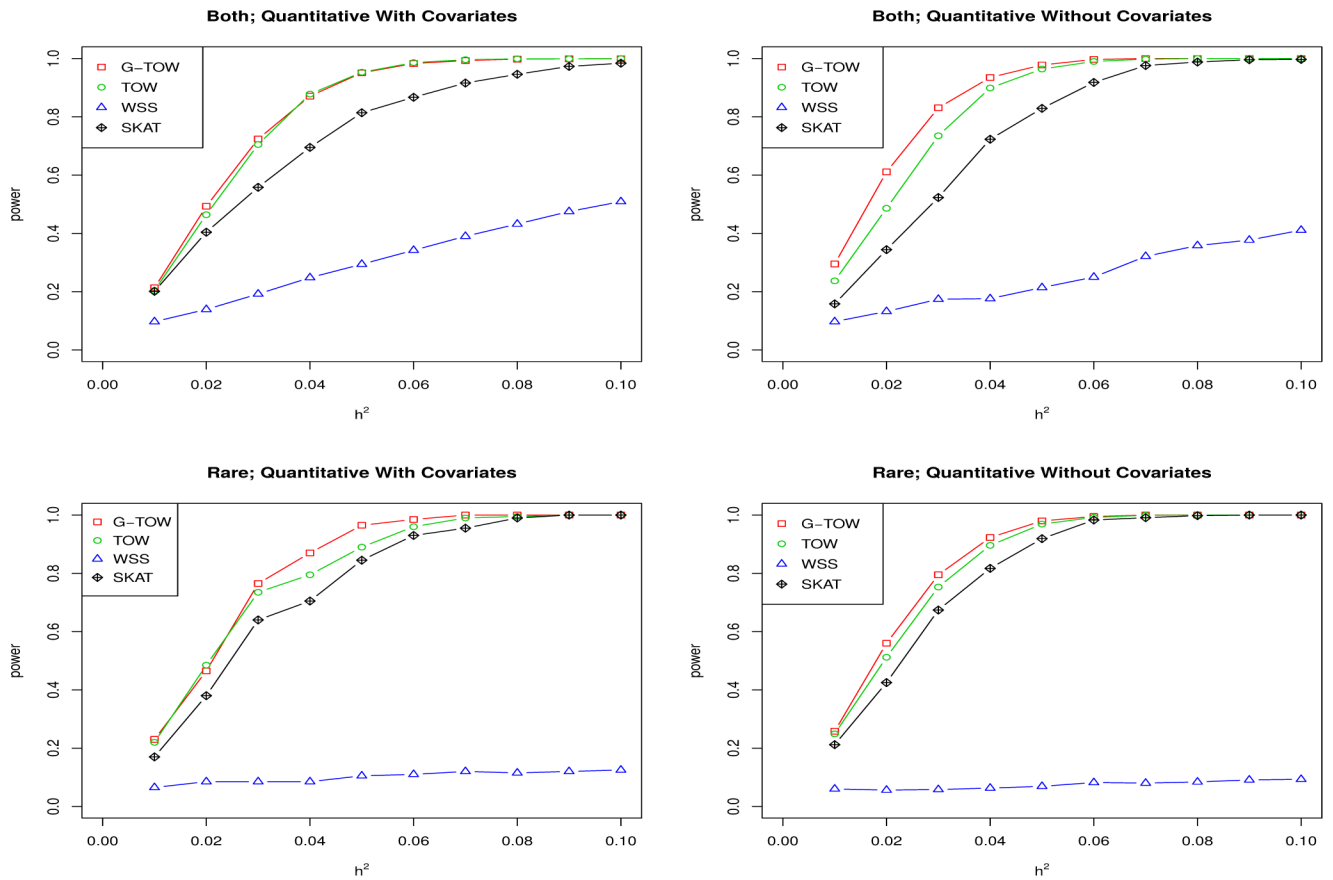 Both; Quantitative With Covariates
G−TOW
TOW
WSS
SKAT
power
0.0
0.2
0.4
0.6
0.8
1.0
0.00 0.02 0.04 0.06 0.08 0.10
h²
Both; Quantitative Without Covariates
G−TOW
TOW
WSS
SKAT
power
0.0
0.2
0.4
0.6
0.8
1.0
0.00 0.02 0.04 0.06 0.08 0.10
h²
Rare; Quantitative With Covariates
G−TOW
TOW
WSS
SKAT
power
0.0
0.2
0.4
0.6
0.8
1.0
0.00 0.02 0.04 0.06 0.08 0.10
h²
Rare; Quantitative Without Covariates
G−TOW
TOW
WSS
SKAT
power
0.0
0.2
0.4
0.6
0.8
1.0
0.00 0.02 0.04 0.06 0.08 0.10
h²